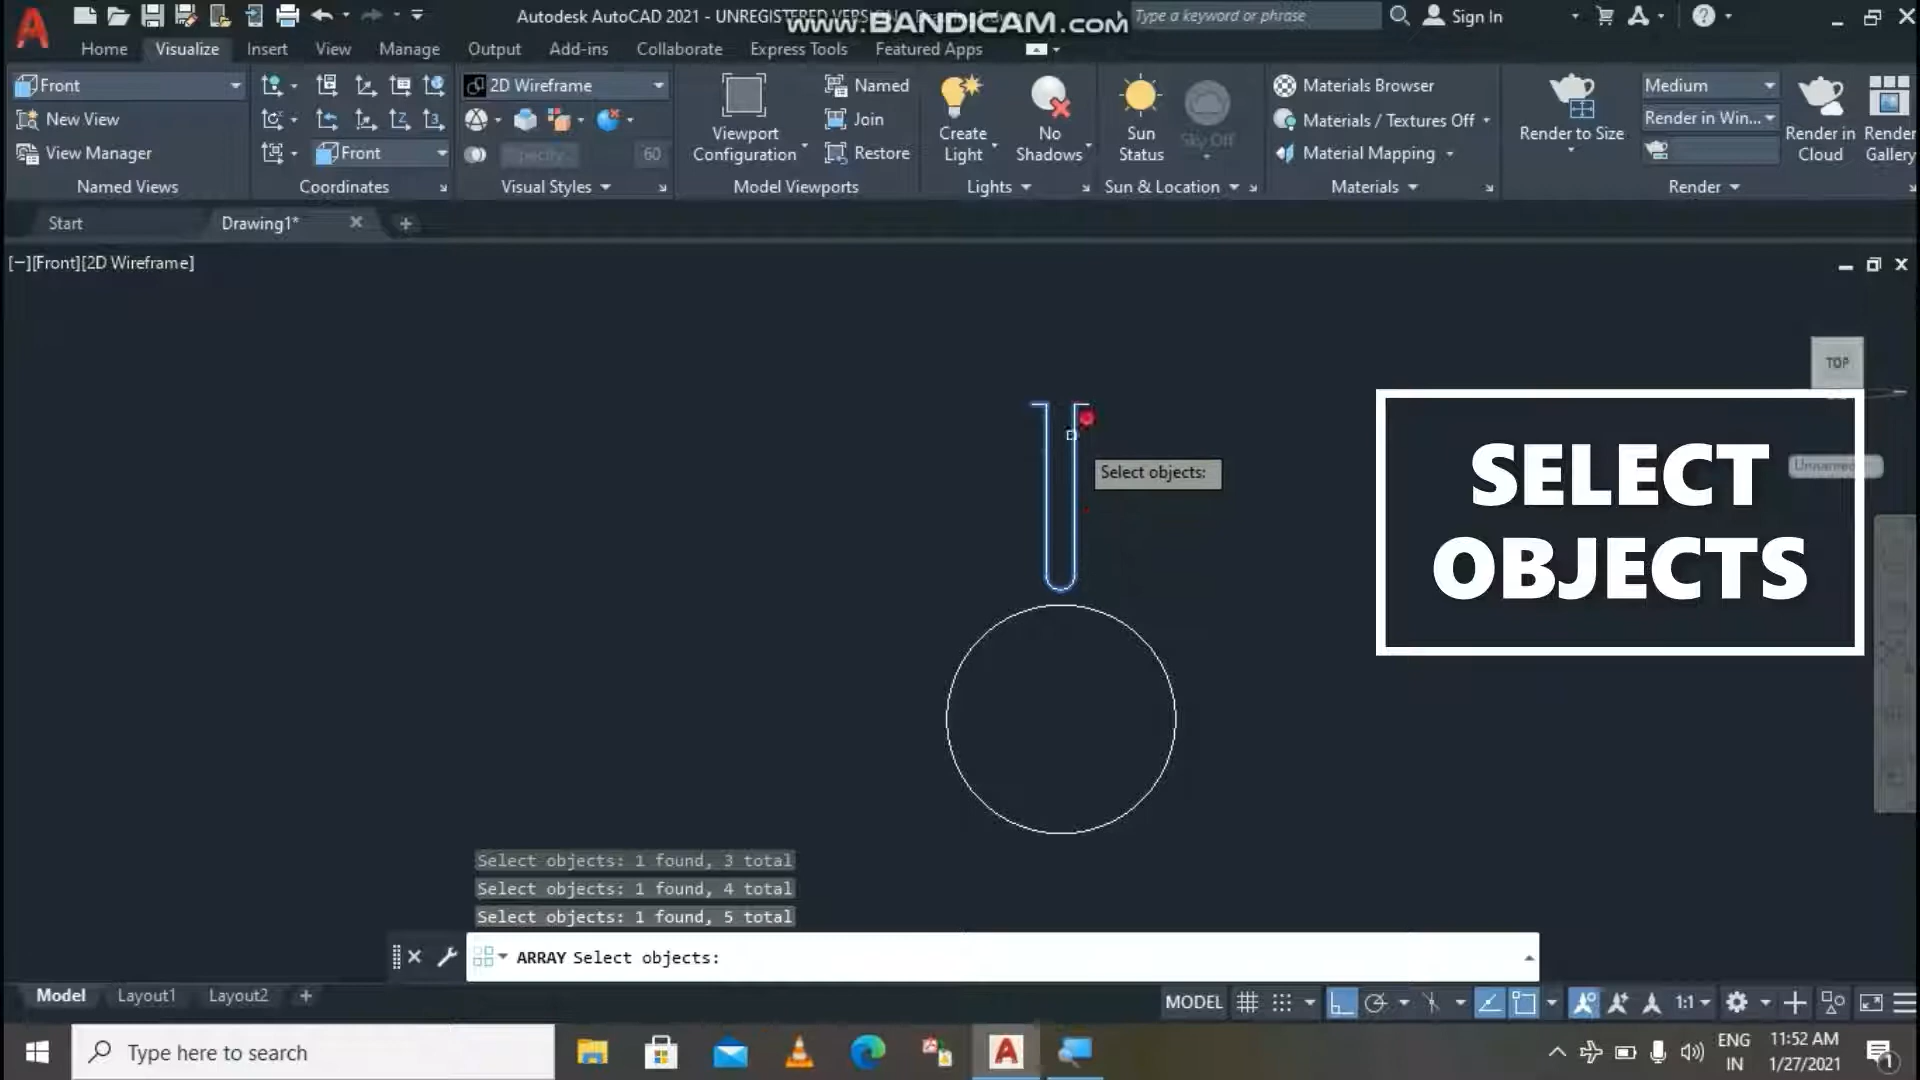 Autodesk AutoCAD 2021 - UNREGISTERED VERSION
www.BANDICAM.com
Type a keyword or phrase
Sign In
Home Visualize Insert View Manage Output Add-ins Collaborate Express Tools Featured Apps
Front
New View
View Manager
Named Views
Front
Coordinates
2D Wireframe
Opacity
60
Visual Styles
Viewport Configuration
Named
Join
Restore
Model Viewports
Create Light
No Shadows
Lights
Sun Status
Sky Off
Sun & Location
Materials Browser
Materials / Textures Off
Material Mapping
Materials
Render to Size
Medium
Render in Win...
Render in Cloud
Render Gallery
Render
Start
Drawing1*
[−][Front][2D Wireframe]
TOP
Unnamed
SELECT
OBJECTS
Select objects:
Select objects: 1 found, 3 total
Select objects: 1 found, 4 total
Select objects: 1 found, 5 total
ARRAY Select objects:
Model Layout1 Layout2 +
MODEL
1:1
Type here to search
ENG
IN
11:52 AM
1/27/2021
1